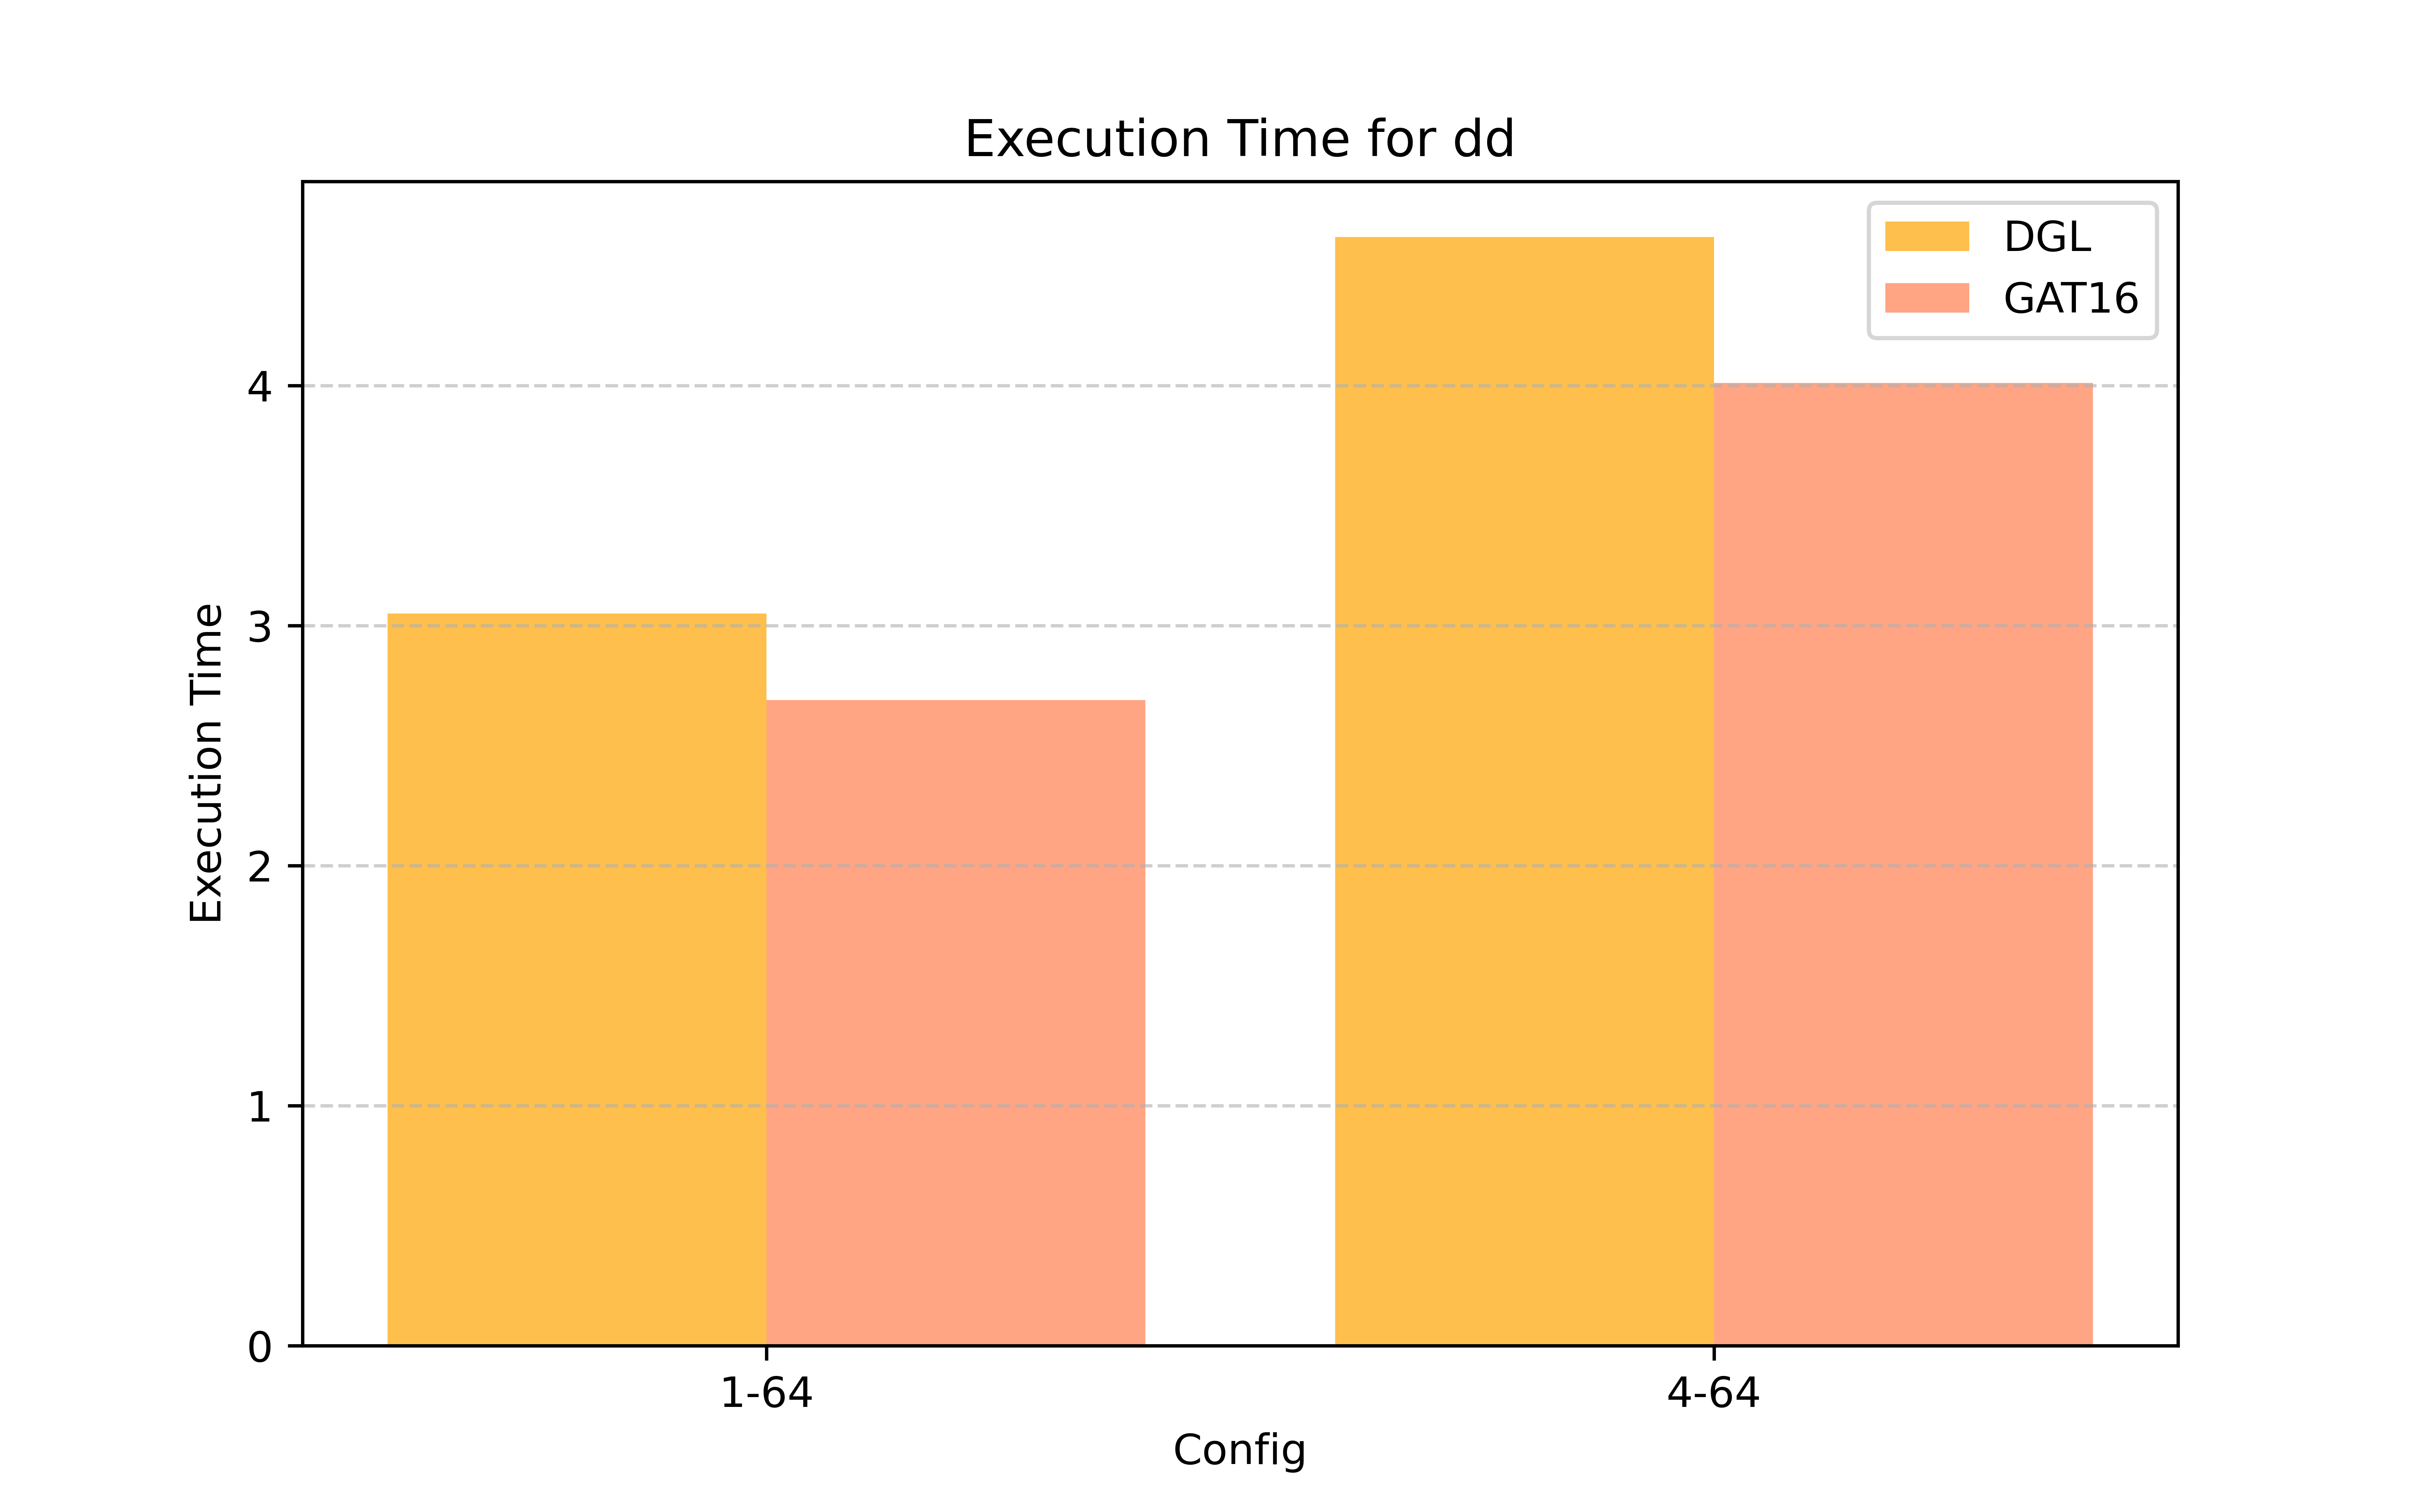 Execution Time for dd
DGL
GAT16
Execution Time
4
3
2
1
0
1-64
4-64
Config